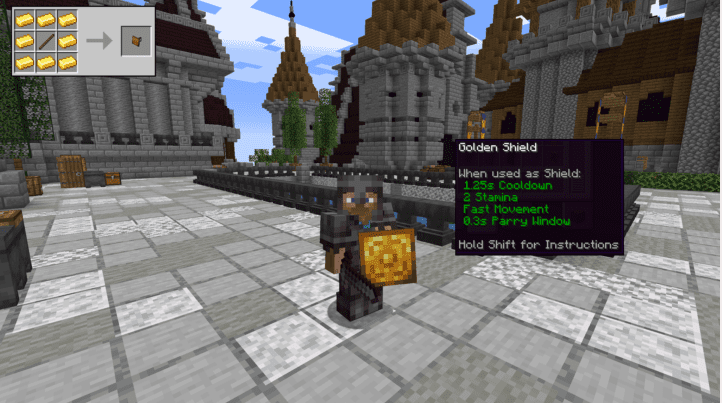 Golden Shield
When used as Shield:
1.25s Cooldown
2 Stamina
Fast Movement
0.3s Parry Window
Hold Shift for Instructions